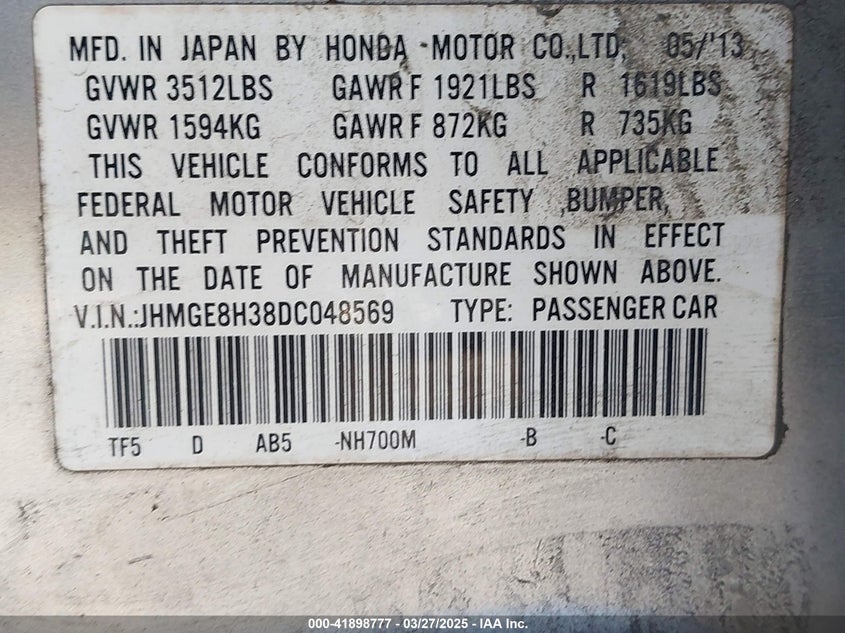 MFD. IN JAPAN BY HONDA MOTOR CO.,LTD. 05/'13
GVWR 3512LBS GAWR F 1921LBS R 1619LBS
GVWR 1594KG GAWR F 872KG R 735KG
THIS VEHICLE CONFORMS TO ALL APPLICABLE
FEDERAL MOTOR VEHICLE SAFETY ,BUMPER,
AND THEFT PREVENTION STANDARDS IN EFFECT
ON THE DATE OF MANUFACTURE SHOWN ABOVE.
V.I.N.:JHMGE8H38DC048569 TYPE: PASSENGER CAR
TF5 D AB5 -NH700M -B -C
000-41898777 - 03/27/2025 - IAA Inc.